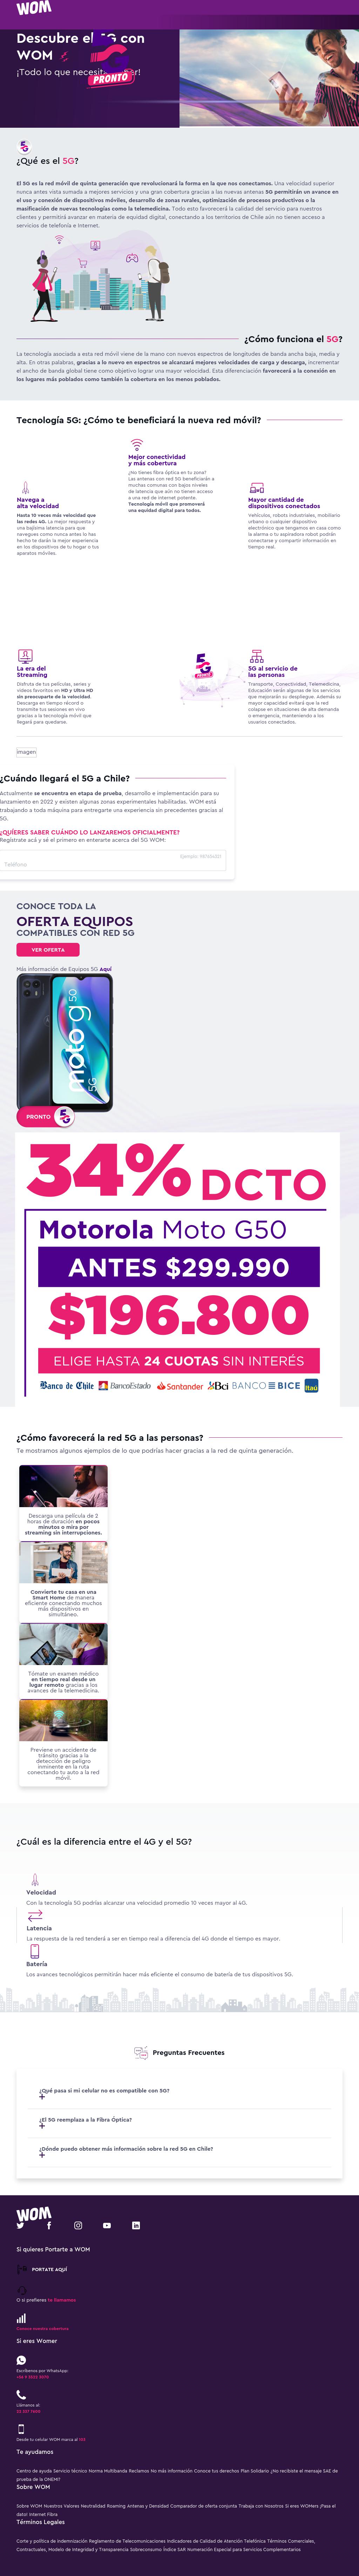 WOM
Descubre el 5G con
WOM
¡Todo lo que necesitas saber!
5G
PRONTO
¿Qué es el 5G?
El 5G es la red móvil de quinta generación que revolucionará la forma en la que nos conectamos. Una velocidad superior
nunca antes vista sumada a mejores servicios y una gran cobertura gracias a las nuevas antenas 5G permitirán un avance en
el uso y conexión de dispositivos móviles, desarrollo de zonas rurales, optimización de procesos productivos o la
masificación de nuevas tecnologías como la telemedicina. Todo esto favorecerá la calidad del servicio para nuestros
clientes y permitirá avanzar en materia de equidad digital, conectando a los territorios de Chile aún no tienen acceso a
servicios de telefonía e Internet.
¿Cómo funciona el 5G?
La tecnología asociada a esta red móvil viene de la mano con nuevos espectros de longitudes de banda ancha baja, media y
alta. En otras palabras, gracias a lo nuevo en espectros se alcanzará mejores velocidades de carga y descarga, incrementar
el ancho de banda global tiene como objetivo lograr una mayor velocidad. Esta diferenciación favorecerá a la conexión en
los lugares más poblados como también la cobertura en los menos poblados.
Tecnología 5G: ¿Cómo te beneficiará la nueva red móvil?
Navega a
alta velocidad
Hasta 10 veces más velocidad que
las redes 4G. La mejor respuesta y
una bajísima latencia para que
navegues como nunca antes lo has
hecho le darán la mejor experiencia
en los dispositivos de tu hogar o tus
aparatos móviles.
Mejor conectividad
y más cobertura
¿No tienes fibra óptica en tu zona?
Las antenas con red 5G beneficiarán a
muchas comunas con bajos niveles
de latencia que aún no tienen acceso
a una red de internet potente.
Tecnología móvil que promoverá
una equidad digital para todos.
Mayor cantidad de
dispositivos conectados
Vehículos, robots industriales, mobiliario
urbano o cualquier dispositivo
electrónico que tengamos en casa como
la alarma o tu aspiradora robot podrán
conectarse y compartir información en
tiempo real.
La era del
Streaming
Disfruta de tus películas, series y
videos favoritos en HD y Ultra HD
sin preocuparte de la velocidad.
Descarga en tiempo récord o
transmite tus sesiones en vivo
gracias a la tecnología móvil que
llegará para quedarse.
5G
PRONTO
5G al servicio de
las personas
Transporte, Conectividad, Telemedicina,
Educación serán algunas de los servicios
que mejorarán su despliegue. Además su
mayor capacidad evitará que la red
colapse en situaciones de alta demanda
o emergencia, manteniendo a los
usuarios conectados.
imagen
¿Cuándo llegará el 5G a Chile?
Actualmente se encuentra en etapa de prueba, desarrollo e implementación para su
lanzamiento en 2022 y existen algunas zonas experimentales habilitadas. WOM está
trabajando a toda máquina para entregarte una experiencia sin precedentes gracias al
5G.
¿QUÍERES SABER CUÁNDO LO LANZAREMOS OFICIALMENTE?
Regístrate acá y sé el primero en enterarte acerca del 5G WOM:
Teléfono
CONOCE TODA LA
OFERTA EQUIPOS
COMPATIBLES CON RED 5G
VER OFERTA
Más información de Equipos 5G AQUÍ
moto g50
5G
PRONTO 5G
34% DCTO
Motorola Moto G50
ANTES $299.990
$196.800
ELIGE HASTA 24 CUOTAS SIN INTERÉS
Banco de Chile BancoEstado Santander Bci BANCO BICE Itaú
¿Cómo favorecerá la red 5G a las personas?
Te mostramos algunos ejemplos de lo que podrías hacer gracias a la red de quinta generación.
Descarga una película de 2
horas de duración en pocos
minutos o mira por
streaming sin interrupciones.
Convierte tu casa en una
Smart Home de manera
eficiente conectando muchos
más dispositivos en
simultáneo.
Tómate un examen médico
en tiempo real desde un
lugar remoto gracias a los
avances de la telemedicina.
Previene un accidente de
tránsito gracias a la
detección de peligro
inminente en la ruta
conectando tu auto a la red
móvil.
¿Cuál es la diferencia entre el 4G y el 5G?
Velocidad
Con la tecnología 5G podrías alcanzar una velocidad promedio 10 veces mayor al 4G.
Latencia
La respuesta de la red tenderá a ser en tiempo real a diferencia del 4G donde el tiempo es mayor.
Batería
Los avances tecnológicos permitirán hacer más eficiente el consumo de batería de tus dispositivos 5G.
Preguntas Frecuentes
¿Qué pasa si mi celular no es compatible con 5G?
+
¿El 5G reemplaza a la Fibra Óptica?
+
¿Dónde puedo obtener más información sobre la red 5G en Chile?
+
WOM
Si quieres Portarte a WOM
PORTATE AQUÍ
O si prefieres te llamamos
Conoce nuestra cobertura
Si eres Womer
Escríbenos por WhatsApp:
Llámanos al:
Desde tu celular WOM marca al 103
Te ayudamos
Centro de ayuda Servicio técnico Norma Multibanda Reclamos No más información Conoce tus derechos Plan Solidario ¿No recibiste el mensaje SAE de
prueba de la ONEMI?
Sobre WOM
Sobre WOM Nuestros Valores Neutralidad Roaming Antenas y Densidad Comparador de oferta conjunta Trabaja con Nosotros Si eres WOMers ¡Pasa el
dato! Internet Fibra
Términos Legales
Corte y política de Indemnización Reglamento de Telecomunicaciones Indicadores de Calidad de Atención Telefónica Términos Comerciales,
Contractuales, Modelo de Integridad y Transparencia Sobreconsumo Índice SAR Numeración Especial para Servicios Complementarios